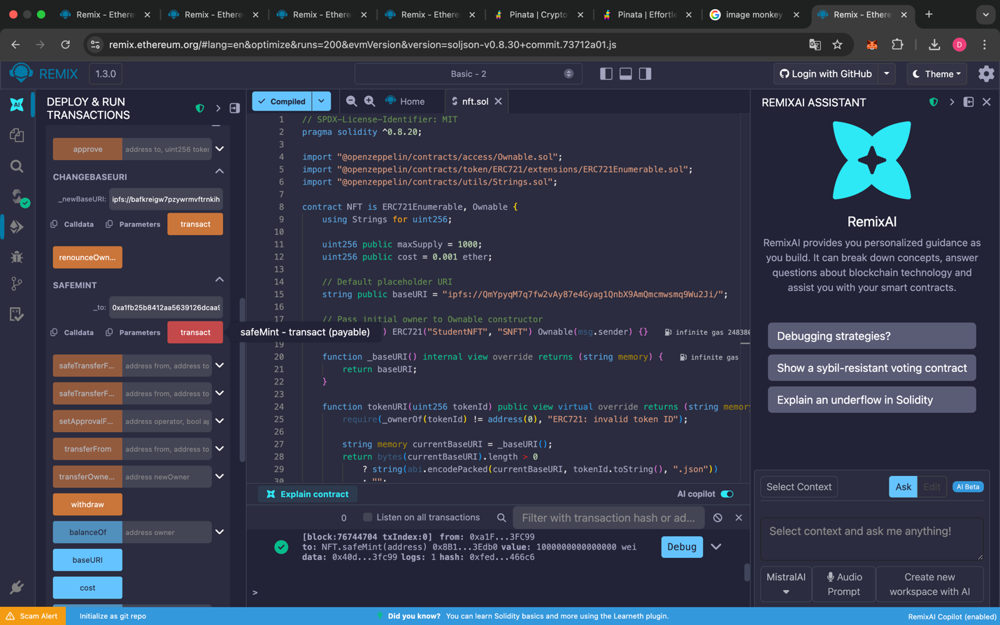 Remix - Ethere
Remix - Ethere
Remix - Ethere
Remix - Ethere
Pinata | Crypto
Pinata | Effortle
image monkey
Remix - Ethere
remix.ethereum.org/#lang=en&optimize&runs=200&evmVersion&version=soljson-v0.8.30+commit.73712a01.js
D
REMIX
1.3.0
Basic - 2
Login with GitHub
Theme
DEPLOY & RUN
TRANSACTIONS
approve
address to, uint256 token
CHANGEBASEURI
_newBaseURI:
ipfs://bafkreigw7pzywrmvftrnkih
Calldata
Parameters
transact
renounceOwn...
SAFEMINT
_to:
0xa1fb25b8412aa5639126dcaa9
Calldata
Parameters
transact
safeMint - transact (payable)
safeTransferF...
address from, address to
safeTransferF...
address from, address to
setApprovalF...
address operator, bool ap
transferFrom
address from, address to
transferOwne...
address newOwner
withdraw
balanceOf
address owner
baseURI
cost
Compiled
Home
nft.sol
1 // SPDX-License-Identifier: MIT
2 pragma solidity ^0.8.20;
3
4 import "@openzeppelin/contracts/access/Ownable.sol";
5 import "@openzeppelin/contracts/token/ERC721/extensions/ERC721Enumerable.sol";
6 import "@openzeppelin/contracts/utils/Strings.sol";
7
8 contract NFT is ERC721Enumerable, Ownable {
9 using Strings for uint256;
10
11 uint256 public maxSupply = 1000;
12 uint256 public cost = 0.001 ether;
13
14 // Default placeholder URI
15 string public baseURI = "ipfs://QmYpyqM7q7fw2vAy87e4Gyag1QnbX9AmQmcmwsmq9Wu2Ji/";
16
17 // Pass initial owner to Ownable constructor
) ERC721("StudentNFT", "SNFT") Ownable(msg.sender) {} infinite gas 248380
19
20 function _baseURI() internal view override returns (string memory) { infinite gas
21 return baseURI;
22 }
23
24 function tokenURI(uint256 tokenId) public view virtual override returns (string memory
25 require(_ownerOf(tokenId) != address(0), "ERC721: invalid token ID");
26
27 string memory currentBaseURI = _baseURI();
28 return bytes(currentBaseURI).length > 0
29 ? string(abi.encodePacked(currentBaseURI, tokenId.toString(), ".json"))
30 : "";
Explain contract
AI copilot
0
Listen on all transactions
Filter with transaction hash or ad...
[block:76744704 txIndex:0] from: 0xa1F...3FC99
to: NFT.safeMint(address) 0x8B1...3Edb0 value: 1000000000000000 wei
data: 0x40d...3fc99 logs: 1 hash: 0xfed...466c6
Debug
>
REMIXAI ASSISTANT
RemixAI
RemixAI provides you personalized guidance as
you build. It can break down concepts, answer
questions about blockchain technology and
assist you with your smart contracts.
Debugging strategies?
Show a sybil-resistant voting contract
Explain an underflow in Solidity
Select Context
Ask
Edit
AI Beta
Select context and ask me anything!
MistralAI
Audio
Prompt
Create new
workspace with AI
Scam Alert
Initialize as git repo
Did you know? You can learn Solidity basics and more using the Learneth plugin.
RemixAI Copilot (enabled)